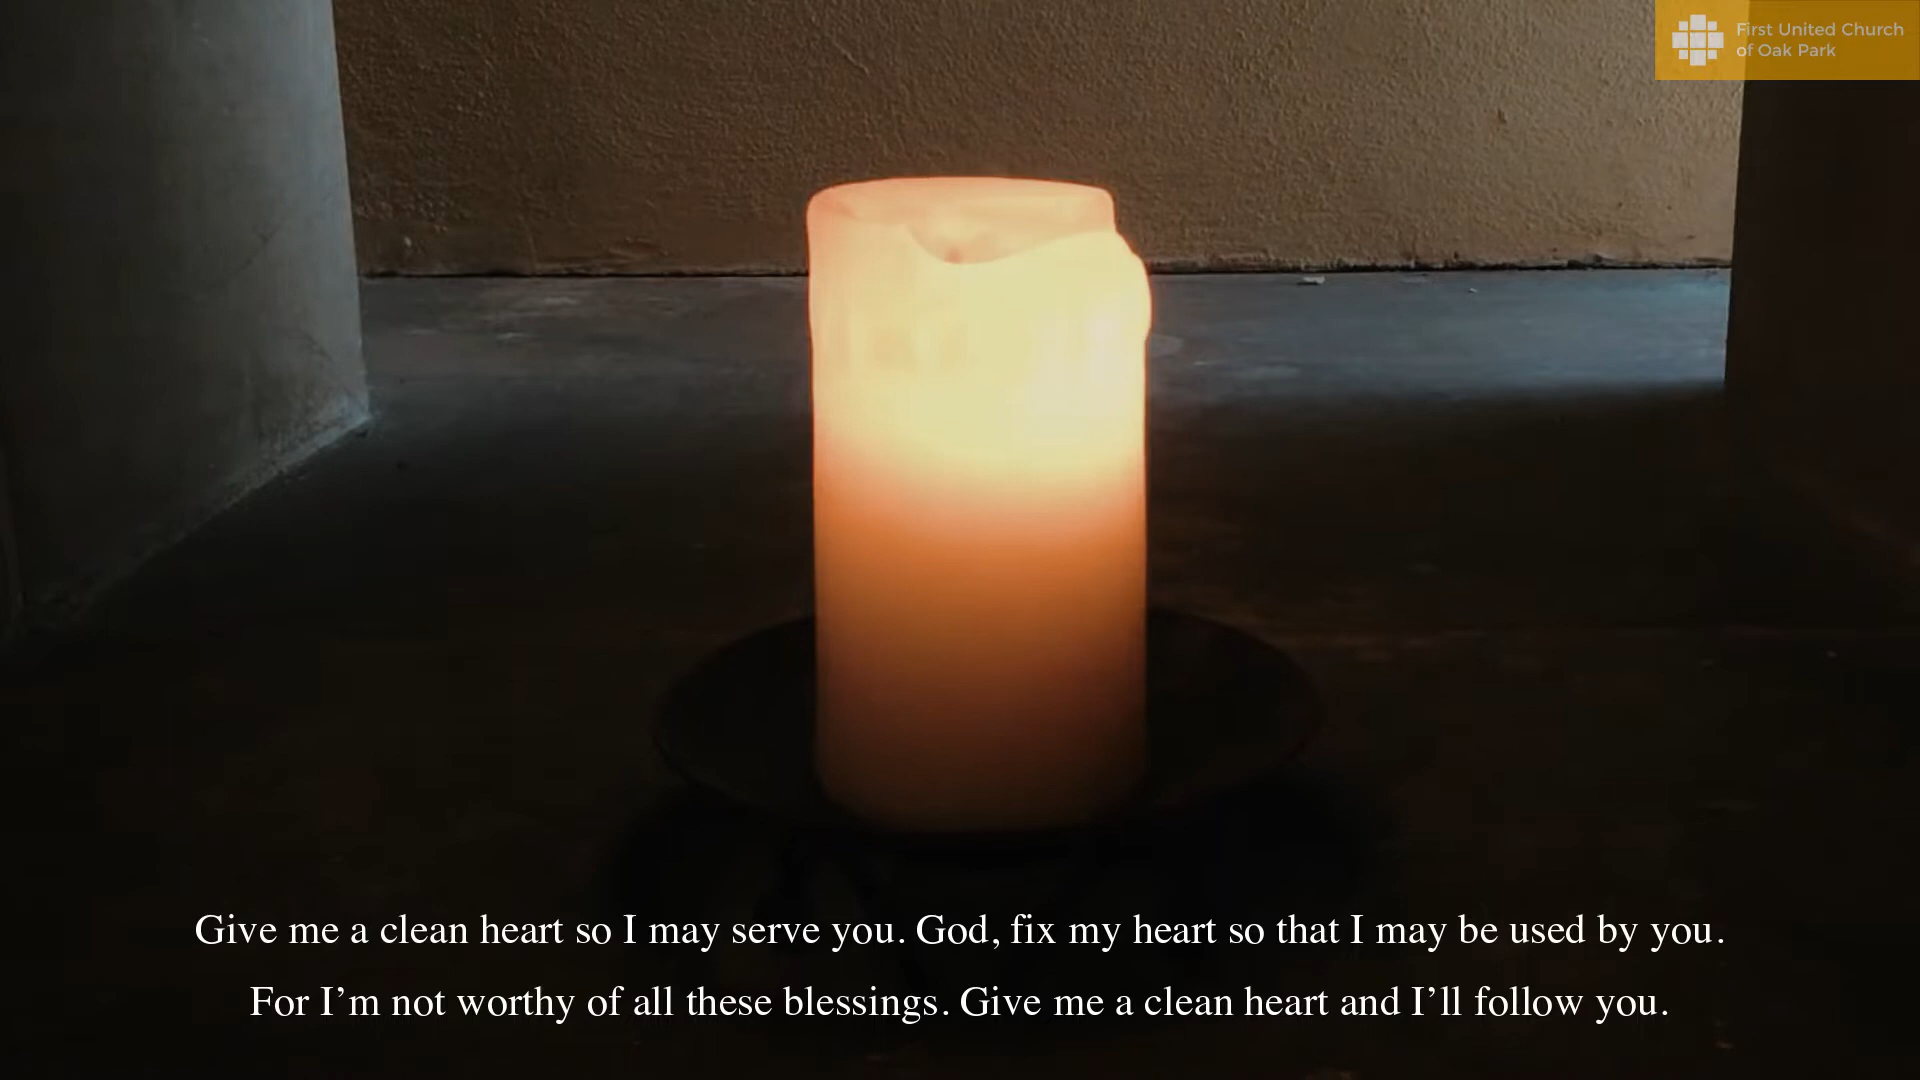 First United Church
of Oak Park
Give me a clean heart so I may serve you. God, fix my heart so that I may be used by you.
For I’m not worthy of all these blessings. Give me a clean heart and I’ll follow you.